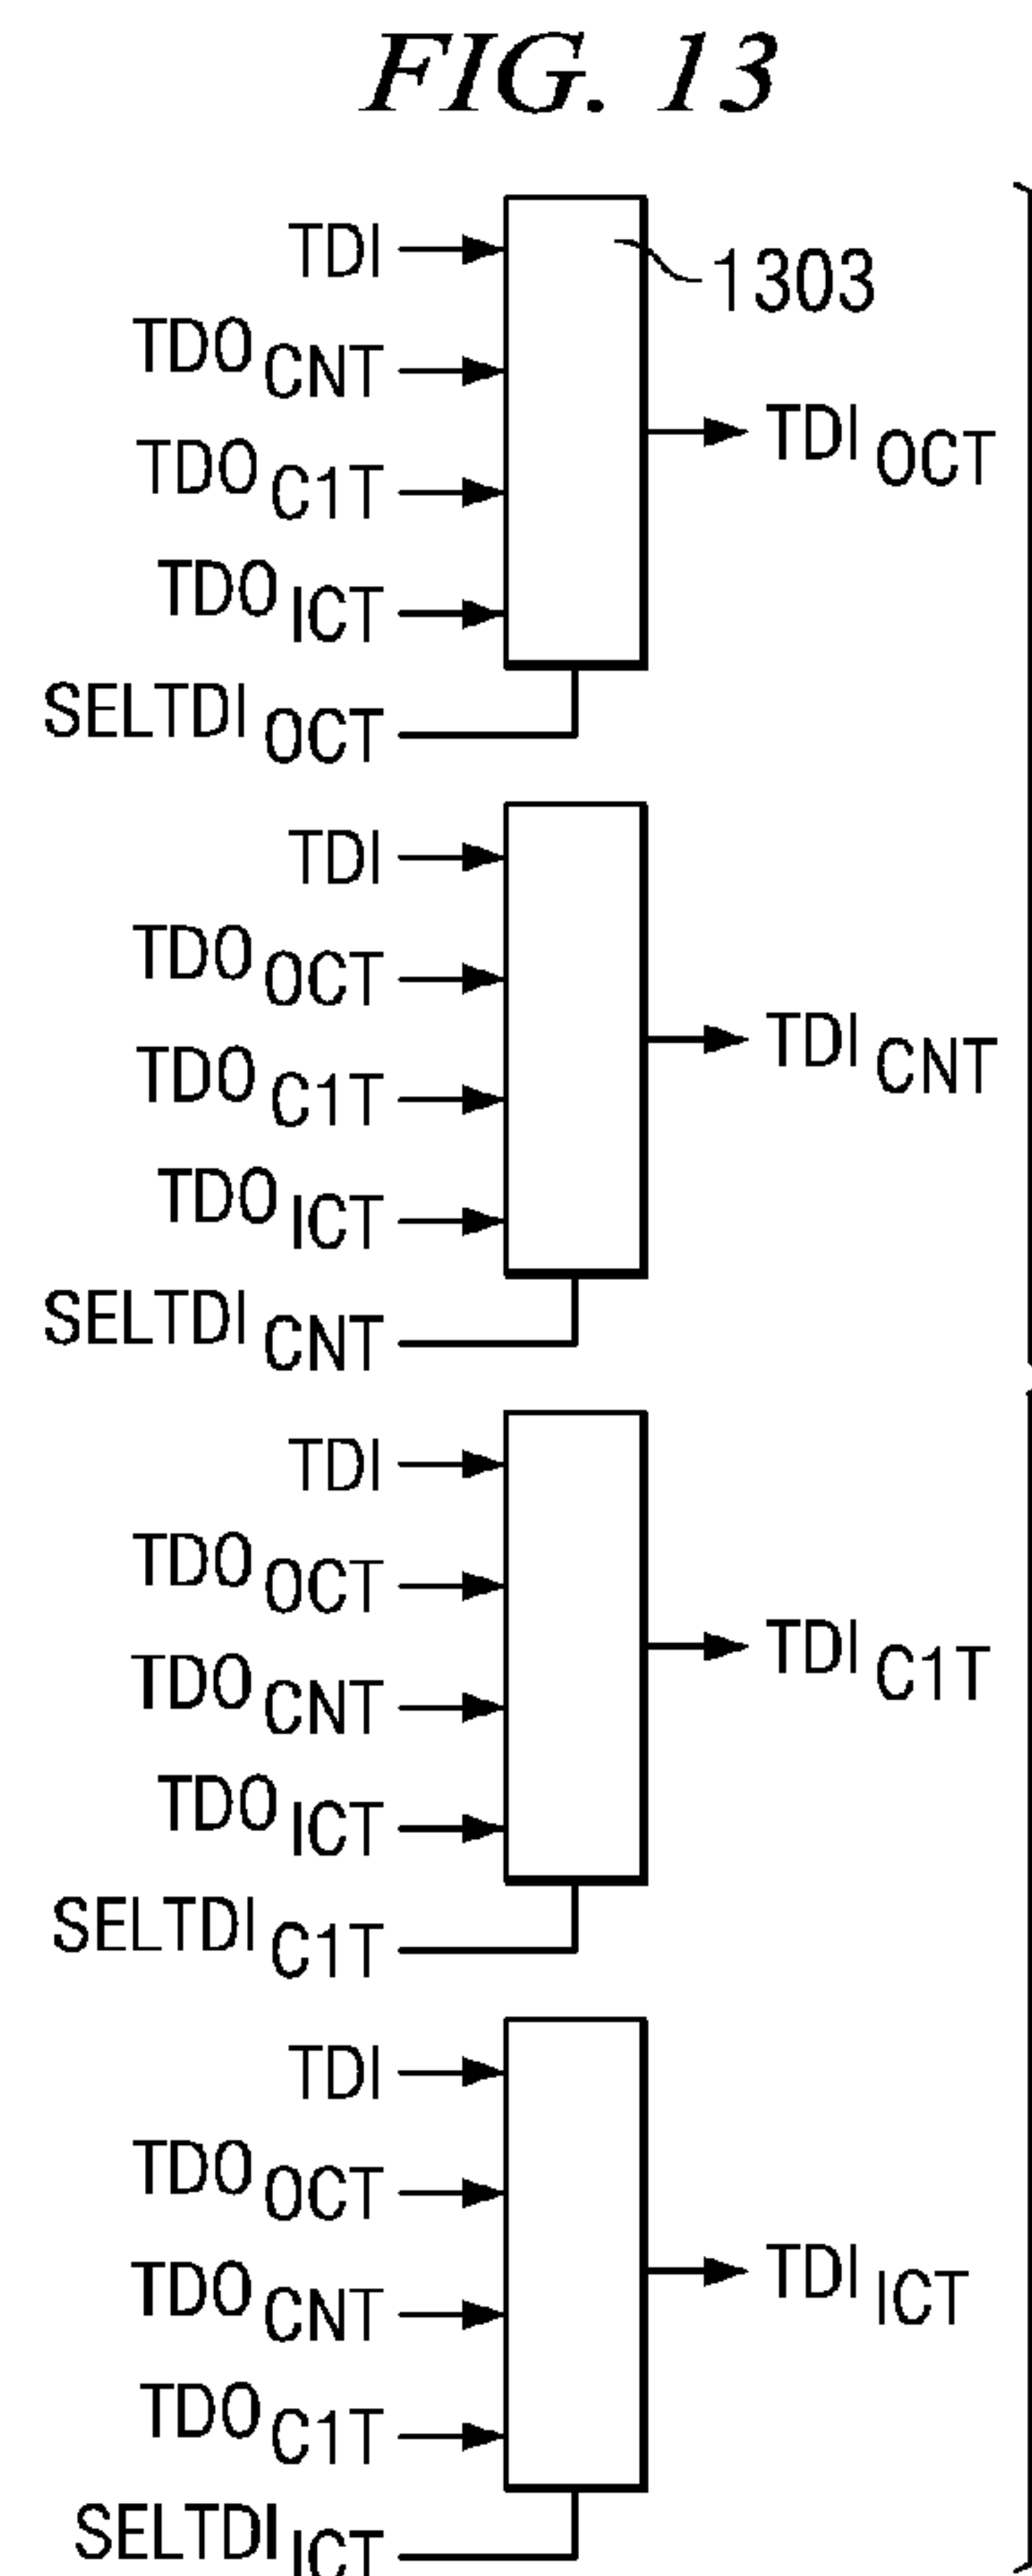 FIG. 13
TDI
1303
TDO CNT
TDI OCT
TDO C1T
TDO ICT
SELTDI OCT
TDI
TDO OCT
TDI CNT
TDO C1T
TDO ICT
SELTDI CNT
TDI
TDO OCT
TDI C1T
TDO CNT
TDO ICT
SELTDI C1T
TDI
TDO OCT
TDI ICT
TDO CNT
TDO C1T
SELTDI ICT